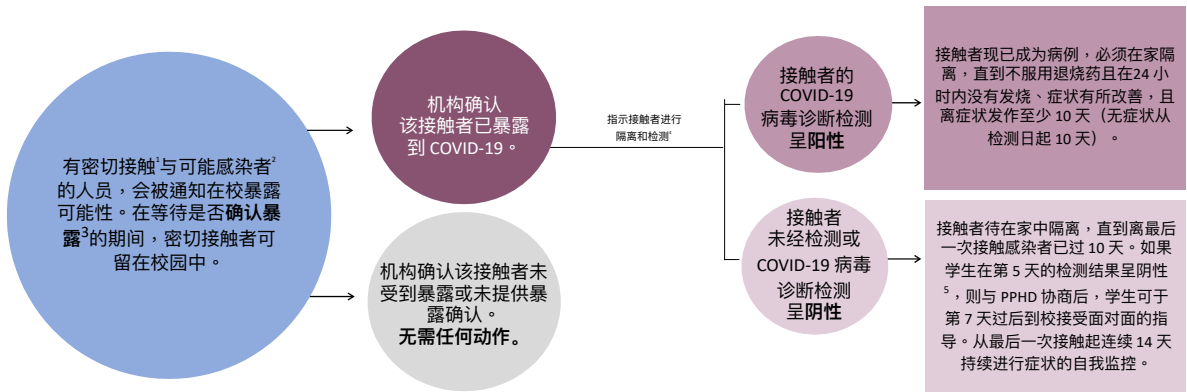 有密切接触¹与可能感染者²
的人员，会被通知在校暴露
可能性。在等待是否确认暴
露³的期间，密切接触者可
留在校园中。
机构确认
该接触者已暴露
到 COVID-19。
机构确认该接触者未
受到暴露或未提供暴
露确认。
无需任何动作。
指示接触者进行
隔离和检测⁴
接触者的
COVID-19
病毒诊断检测
呈阳性
接触者现已成为病例，必须在家隔
离，直到不服用退烧药且在24 小
时内没有发烧、症状有所改善，且
离症状发作至少 10 天（无症状从
检测日起 10 天）。
接触者
未经检测或
COVID-19 病毒
诊断检测
呈阴性
接触者待在家中隔离，直到离最后
一次接触感染者已过 10 天。如果
学生在第 5 天的检测结果呈阴性
⁵，则与 PPHD 协商后，学生可于
第 7 天过后到校接受面对面的指
导。从最后一次接触起连续 14 天
持续进行症状的自我监控。